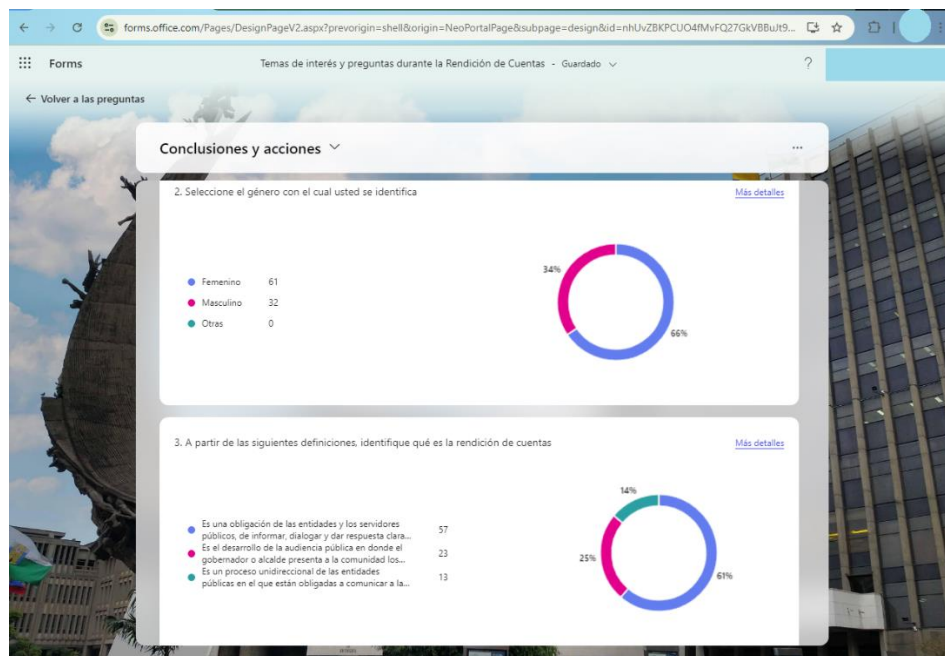 forms.office.com/Pages/DesignPageV2.aspx?prevorigin=shell&origin=NeoPortalPage&subpage=design&id=nhUvZBKPCUO4fMvFQ27GkVBBuJt9...
Forms
Temas de interés y preguntas durante la Rendición de Cuentas - Guardado
?
Volver a las preguntas
Conclusiones y acciones
...
2. Seleccione el género con el cual usted se identifica
Más detalles
34%
Femenino 61
Masculino 32
Otras 0
66%
3. A partir de las siguientes definiciones, identifique qué es la rendición de cuentas
Más detalles
14%
Es una obligación de las entidades y los servidores
públicos, de informar, dialogar y dar respuesta clara...
57
Es el desarrollo de la audiencia pública en donde el
gobernador o alcalde presenta a la comunidad los...
23
25%
Es un proceso unidireccional de las entidades
públicas en el que están obligadas a comunicar a la...
13
61%